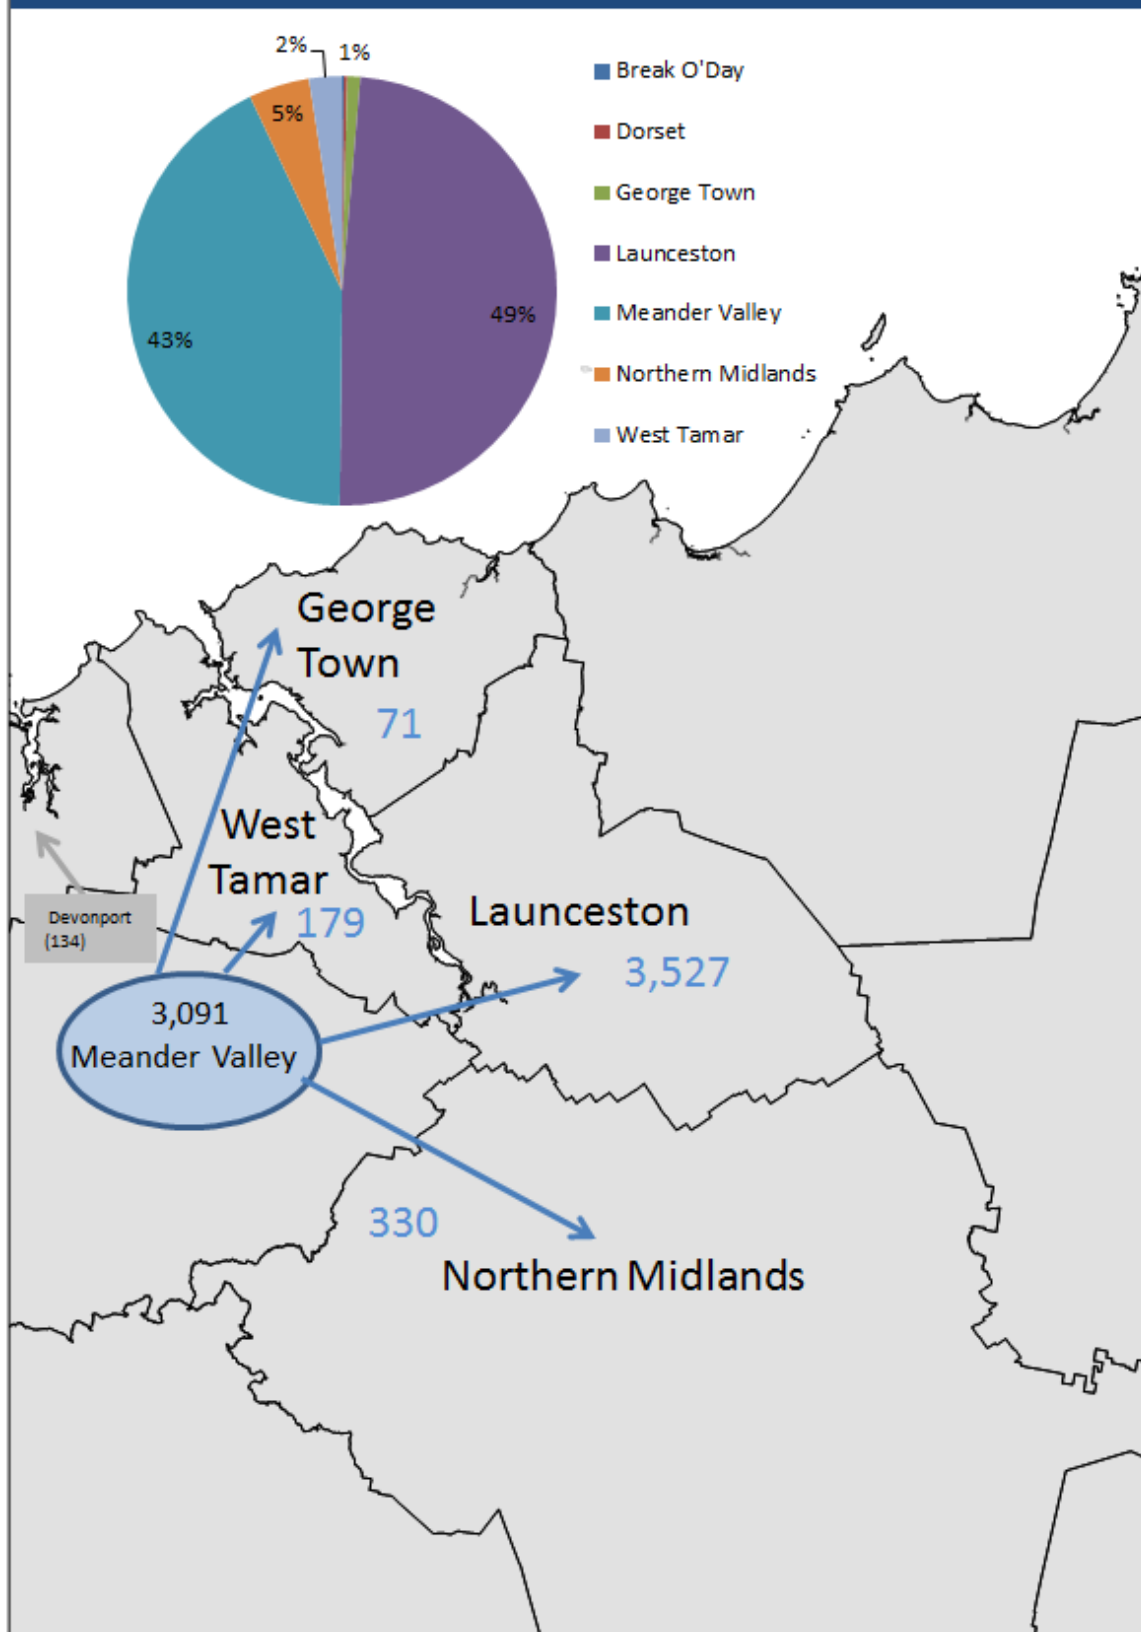 2%
1%
5%
49%
43%
Break O'Day
Dorset
George Town
Launceston
Meander Valley
Northern Midlands
West Tamar
George
Town
71
West
Tamar
179
Launceston
3,527
Devonport
(134)
3,091
Meander Valley
330
Northern Midlands